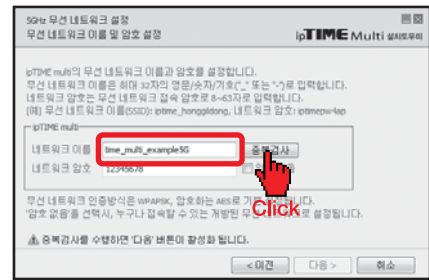 5GHz 무선 네트워크 설정
무선 네트워크 이름 및 암호 설정
ipTIME Multi 설치도우미
ipTIME multi의 무선 네트워크 이름과 암호를 설정합니다.
무선 네트워크 이름은 최대 32자의 영문/숫자/기호("_" 또는 "-")로 입력합니다.
네트워크 암호는 무선 네트워크 접속 암호로 8~63자로 입력합니다.
(예) 무선 네트워크 이름(SSID): iptime_honggildong, 네트워크 암호: iptimepw4ap
ipTIME multi
네트워크 이름 time_multi_example5G 중복검사
네트워크 암호 12345678
Click
무선 네트워크 인증방식은 WPAPSK, 암호화는 AES로
'암호 없음'을 선택시, 누구나 접속할 수 있는 개방된 설정됩니다.
중복검사를 수행하면 '다음' 버튼이 활성화 됩니다.
< 이전 다음 > 취소